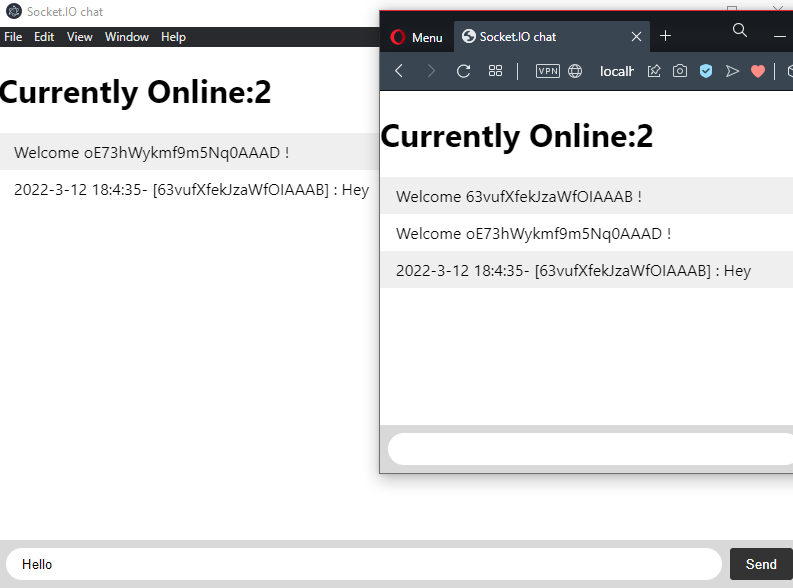 Socket.IO chat
File Edit View Window Help
Currently Online:2
Welcome oE73hWykmf9m5Nq0AAAD !
2022-3-12 18:4:35- [63vufXfekJzaWfOIAAAB] : Hey
Hello
Send
Menu
Socket.IO chat
VPN
localh
Currently Online:2
Welcome 63vufXfekJzaWfOIAAAB !
Welcome oE73hWykmf9m5Nq0AAAD !
2022-3-12 18:4:35- [63vufXfekJzaWfOIAAAB] : Hey